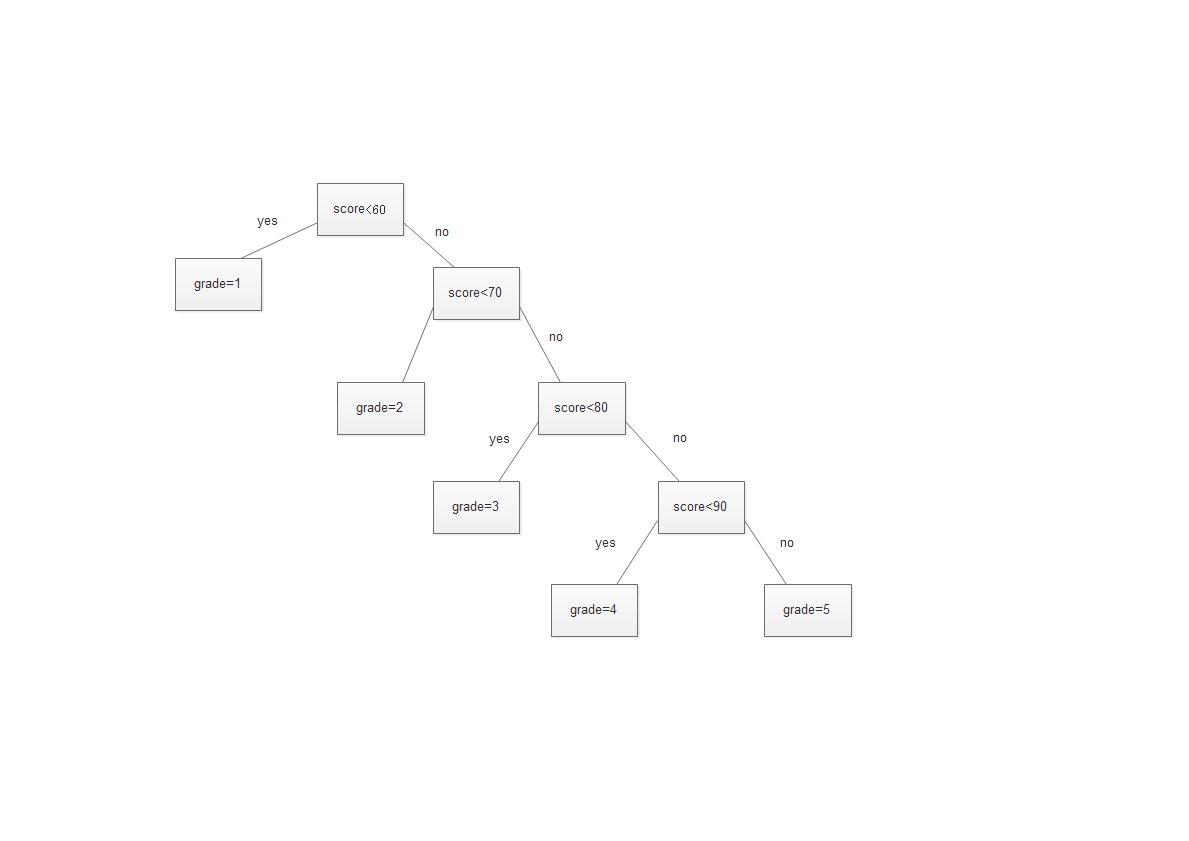 score<60
yes
no
grade=1
score<70
no
grade=2
score<80
yes
no
grade=3
score<90
yes
no
grade=4
grade=5